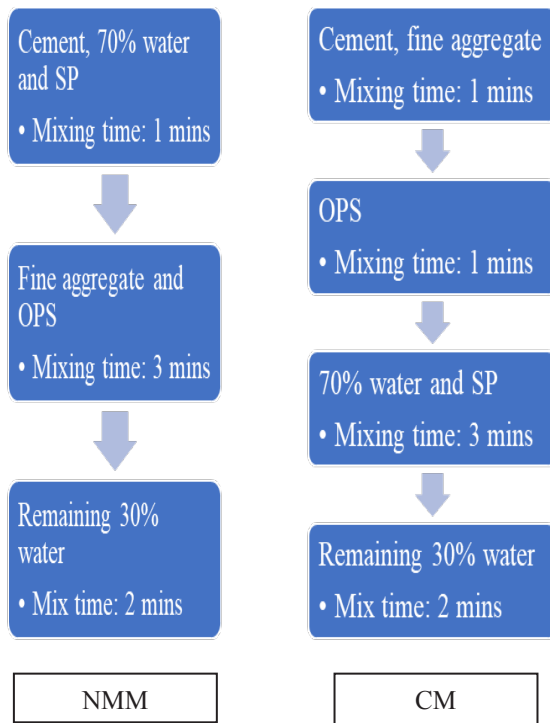 Cement, 70% water
and SP
• Mixing time: 1 mins
Fine aggregate and
OPS
• Mixing time: 3 mins
Remaining 30%
water
• Mix time: 2 mins
NMM
Cement, fine aggregate
• Mixing time: 1 mins
OPS
• Mixing time: 1 mins
70% water and SP
• Mixing time: 3 mins
Remaining 30% water
• Mix time: 2 mins
CM